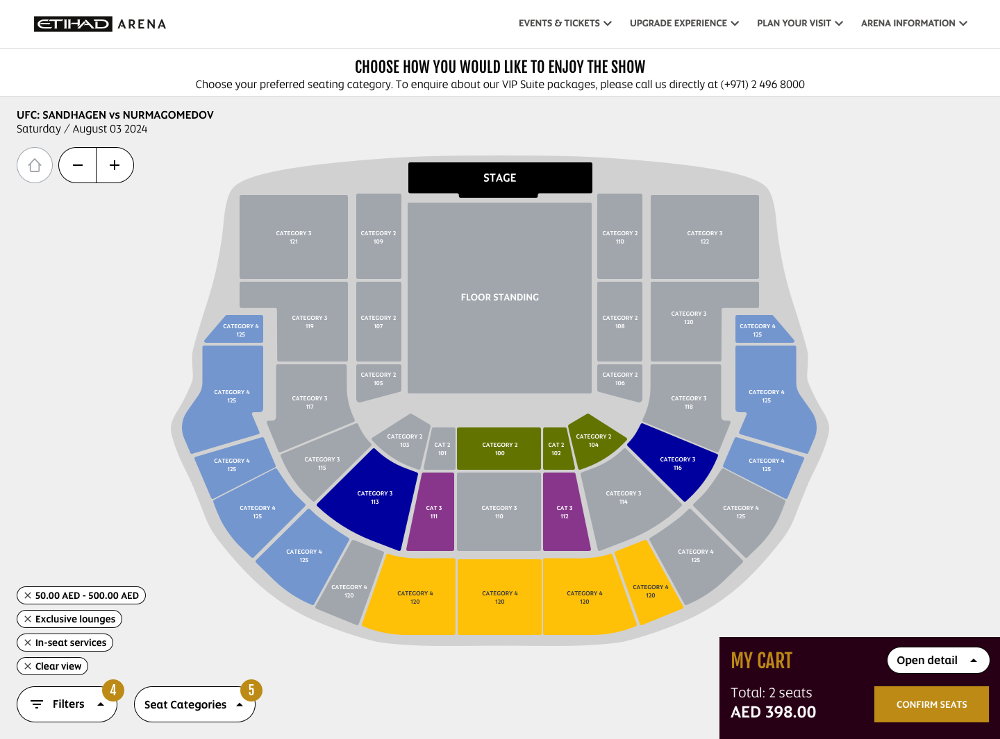 ETIHAD ARENA
EVENTS & TICKETS
UPGRADE EXPERIENCE
PLAN YOUR VISIT
ARENA INFORMATION
CHOOSE HOW YOU WOULD LIKE TO ENJOY THE SHOW
Choose your preferred seating category. To enquire about our VIP Suite packages, please call us directly at (+971) 2 496 8000
UFC: SANDHAGEN vs NURMAGOMEDOV
Saturday / August 03 2024
STAGE
CATEGORY 3
121
CATEGORY 2
109
CATEGORY 2
110
CATEGORY 3
122
FLOOR STANDING
CATEGORY 3
119
CATEGORY 2
107
CATEGORY 2
108
CATEGORY 3
120
CATEGORY 4
125
CATEGORY 4
125
CATEGORY 2
105
CATEGORY 2
106
CATEGORY 4
125
CATEGORY 3
117
CATEGORY 3
118
CATEGORY 4
125
CATEGORY 2
103
CAT 2
101
CATEGORY 2
100
CAT 2
102
CATEGORY 2
104
CATEGORY 4
125
CATEGORY 3
115
CATEGORY 3
116
CATEGORY 4
125
CATEGORY 3
113
CATEGORY 3
114
CATEGORY 4
125
CAT 3
111
CATEGORY 3
110
CAT 3
112
CATEGORY 4
125
CATEGORY 4
125
CATEGORY 4
125
CATEGORY 4
120
CATEGORY 4
120
CATEGORY 4
120
CATEGORY 4
120
CATEGORY 4
120
50.00 AED - 500.00 AED
Exclusive lounges
In-seat services
Clear view
Filters
4
Seat Categories
5
MY CART
Open detail
Total: 2 seats
AED 398.00
CONFIRM SEATS